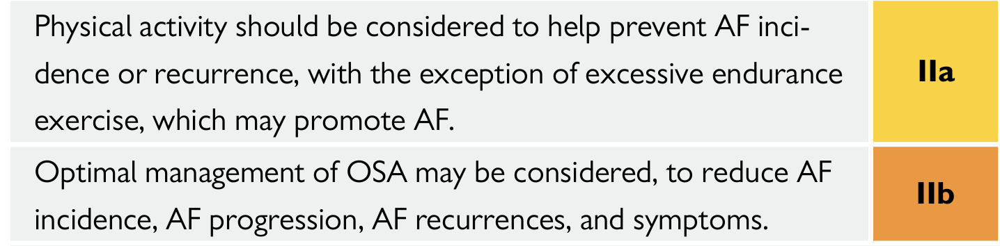 Physical activity should be considered to help prevent AF inci-
dence or recurrence, with the exception of excessive endurance
exercise, which may promote AF.
IIa
Optimal management of OSA may be considered, to reduce AF
incidence, AF progression, AF recurrences, and symptoms.
IIb